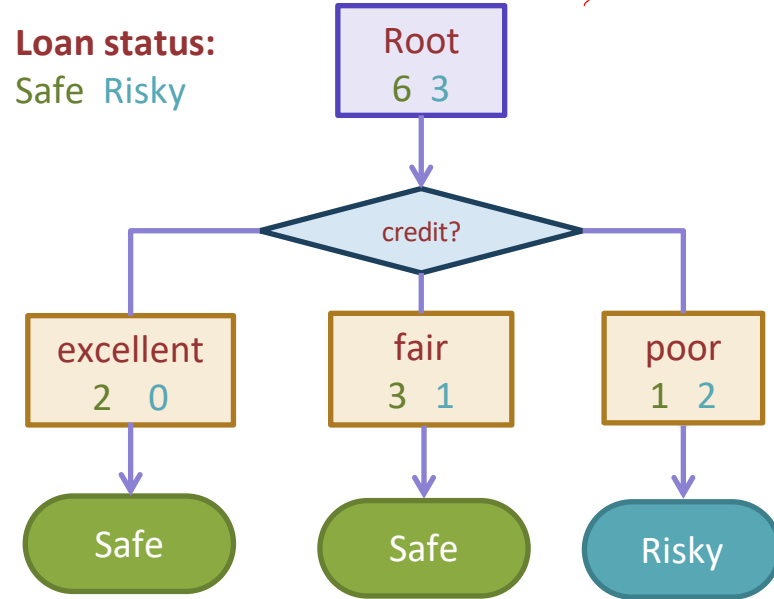 Loan status:
Safe Risky
Root
6 3
credit?
excellent
2 0
fair
3 1
poor
1 2
Safe
Safe
Risky